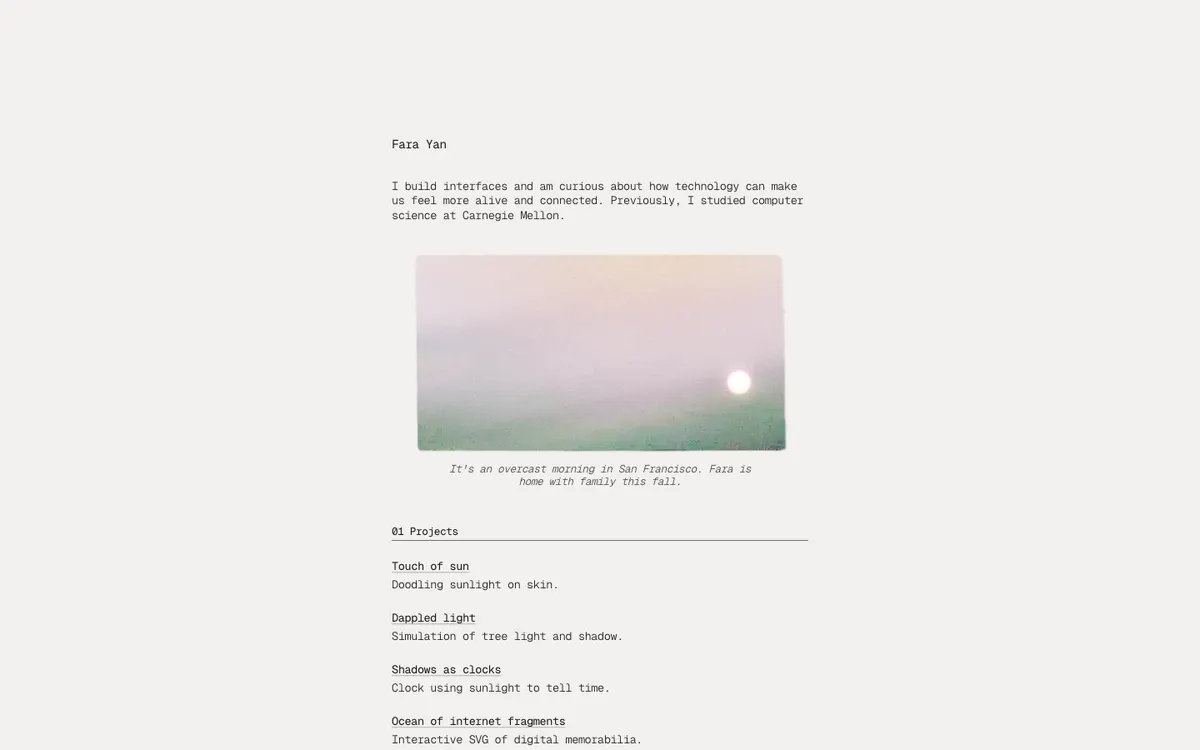 Fara Yan
I build interfaces and am curious about how technology can make
us feel more alive and connected. Previously, I studied computer
science at Carnegie Mellon.
It's an overcast morning in San Francisco. Fara is
home with family this fall.
01 Projects
Touch of sun
Doodling sunlight on skin.
Dappled light
Simulation of tree light and shadow.
Shadows as clocks
Clock using sunlight to tell time.
Ocean of internet fragments
Interactive SVG of digital memorabilia.